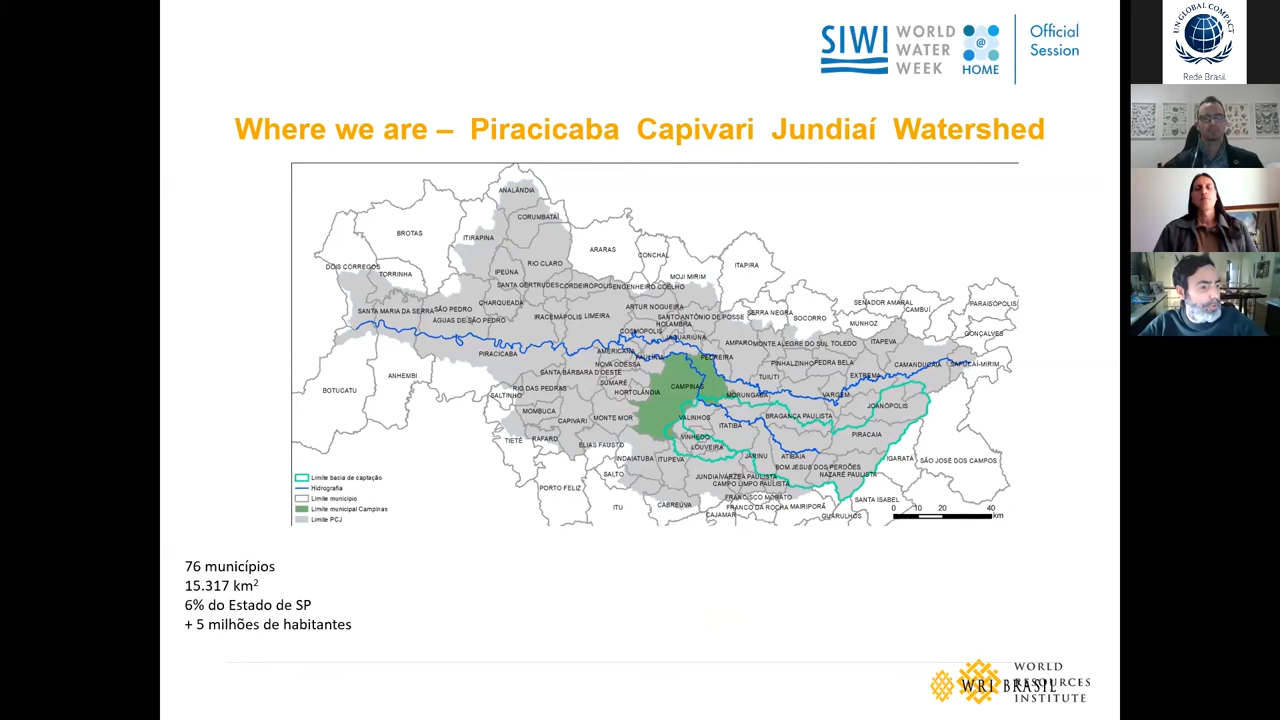 SIWI WORLD WATER WEEK @ HOME Official Session
UN GLOBAL COMPACT
Rede Brasil
Where we are – Piracicaba Capivari Jundiaí Watershed
ANALÂNDIA
CORUMBATAÍ
BROTAS
ITIRAPINA
ARARAS
CONCHAL
DOIS CORREGOS
TORRINHA
IPEÚNA
RIO CLARO
MOJI MIRIM
ITAPIRA
SANTA GERTRUDES
CORDEIRÓPOLIS
ENGENHEIRO COELHO
SANTA MARIA DA SERRA
SÃO PEDRO
CHARQUEADA
ÁGUAS DE SÃO PEDRO
IRACEMÁPOLIS
LIMEIRA
ARTUR NOGUEIRA
SANTO ANTÔNIO DE POSSE
HOLAMBRA
SERRA NEGRA
SOCORRO
SENADOR AMARAL
CAMBUÍ
PARAISÓPOLIS
MUNHOZ
GONÇALVES
COSMÓPOLIS
JAGUARIÚNA
AMPARO
MONTE ALEGRE DO SUL
TOLEDO
ITAPEVA
PIRACICABA
AMERICANA
PAULÍNIA
PEDREIRA
NOVA ODESSA
PINHALZINHO
PEDRA BELA
CAMANDUCAIA
SAPUCAÍ-MIRIM
ANHEMBI
BOTUCATU
SANTA BÁRBARA D'OESTE
SUMARÉ
HORTOLÂNDIA
CAMPINAS
TUIUTI
EXTREMA
RIO DAS PEDRAS
SALTINHO
MORUNGABA
VARGEM
JOANÓPOLIS
MOMBUCA
CAPIVARI
MONTE MOR
VALINHOS
ITATIBA
BRAGANÇA PAULISTA
TIETÊ
RAFARD
ELIAS FAUSTO
VINHEDO
LOUVEIRA
PIRACAIA
INDAIATUBA
ITUPEVA
JARINU
ATIBAIA
IGARATÁ
SÃO JOSÉ DOS CAMPOS
BOM JESUS DOS PERDÕES
NAZARÉ PAULISTA
PORTO FELIZ
SALTO
JUNDIAÍ
VÁRZEA PAULISTA
CAMPO LIMPO PAULISTA
ITU
CABREÚVA
FRANCISCO MORATO
FRANCO DA ROCHA
MAIRIPORÃ
CAJAMAR
GUARULHOS
SANTA ISABEL
Limite bacia de captação
Hidrografia
Limite município
Limite municipal Campinas
Limite PCJ
0 10 20 40
km
76 municípios
15.317 km²
6% do Estado de SP
+ 5 milhões de habitantes
WRI BRASIL
WORLD
RESOURCES
INSTITUTE